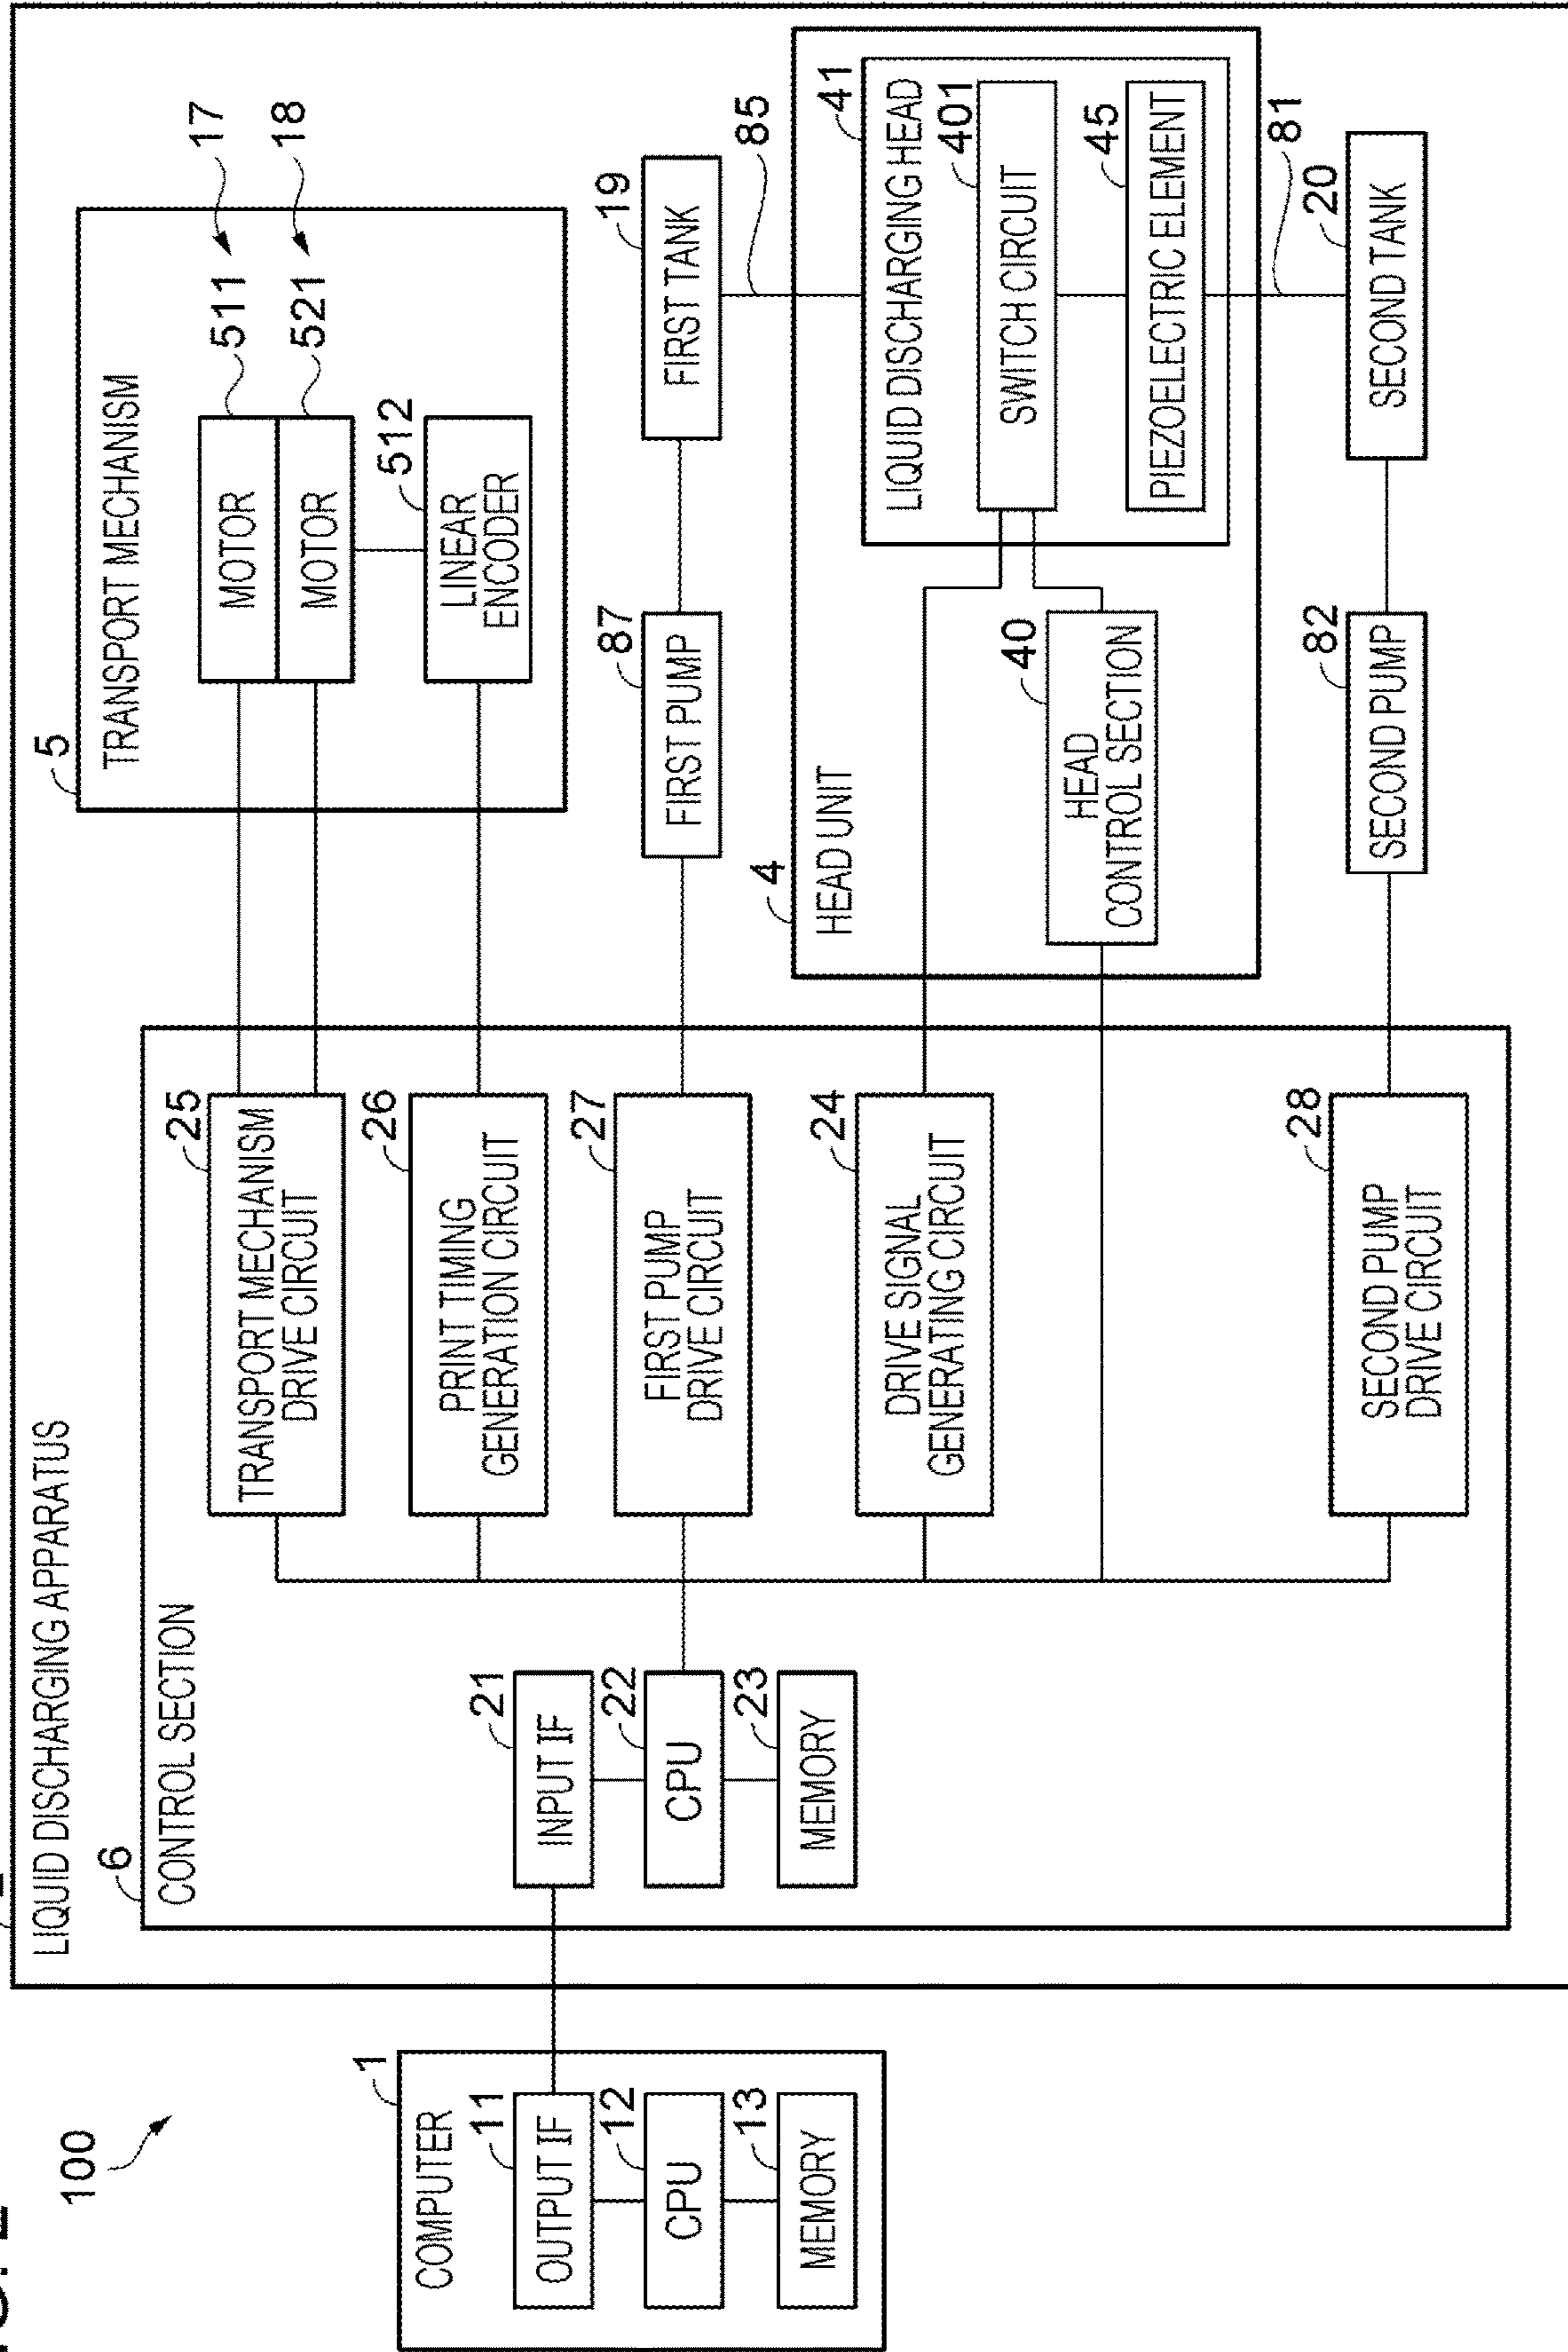 100
1
COMPUTER
11
OUTPUT IF
12
CPU
13
MEMORY
LIQUID DISCHARGING APPARATUS
6
CONTROL SECTION
21
INPUT IF
22
CPU
23
MEMORY
25
TRANSPORT MECHANISM
DRIVE CIRCUIT
26
PRINT TIMING
GENERATION CIRCUIT
27
FIRST PUMP
DRIVE CIRCUIT
24
DRIVE SIGNAL
GENERATING CIRCUIT
28
SECOND PUMP
DRIVE CIRCUIT
5
TRANSPORT MECHANISM
MOTOR
511
17
MOTOR
521
18
512
LINEAR
ENCODER
87
FIRST PUMP
19
FIRST TANK
85
4
HEAD UNIT
40
HEAD
CONTROL SECTION
41
LIQUID DISCHARGING HEAD
401
SWITCH CIRCUIT
45
PIEZOELECTRIC ELEMENT
81
82
SECOND PUMP
20
SECOND TANK